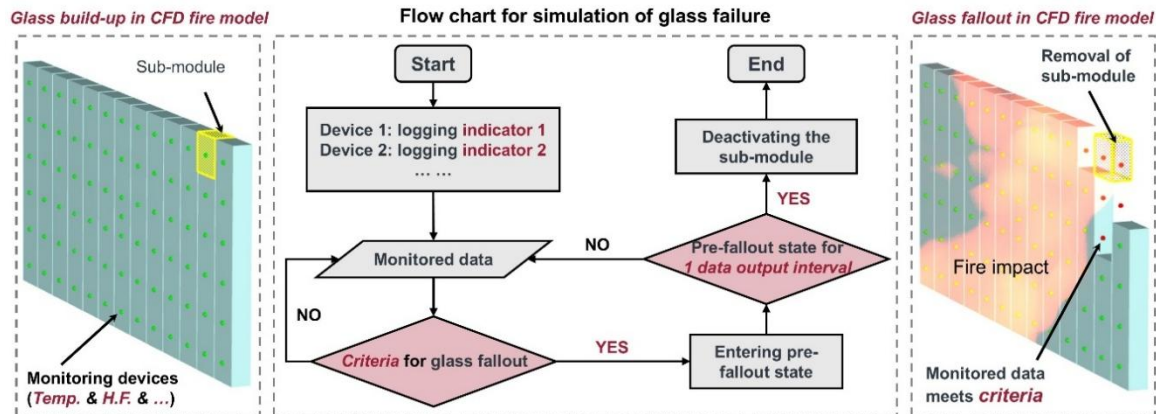 Glass build-up in CFD fire model
Sub-module
Monitoring devices
(Temp. & H.F. & ...)
Flow chart for simulation of glass failure
Start
Device 1: logging indicator 1
Device 2: logging indicator 2
... ...
Monitored data
NO
Criteria for glass fallout
YES
Entering pre-
fallout state
Pre-fallout state for
1 data output interval
NO
YES
Deactivating the
sub-module
End
Glass fallout in CFD fire model
Removal of
sub-module
Fire impact
Monitored data
meets criteria